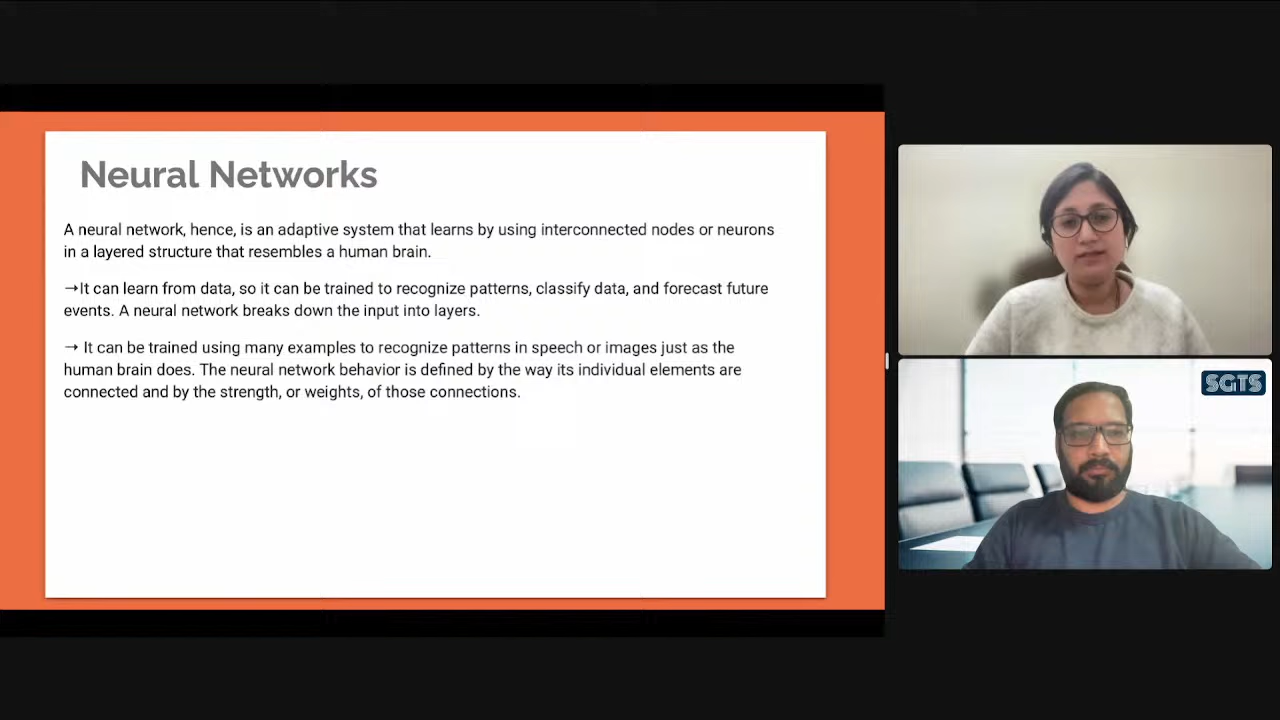 Neural Networks
A neural network, hence, is an adaptive system that learns by using interconnected nodes or neurons
in a layered structure that resembles a human brain.
→It can learn from data, so it can be trained to recognize patterns, classify data, and forecast future
events. A neural network breaks down the input into layers.
→ It can be trained using many examples to recognize patterns in speech or images just as the
human brain does. The neural network behavior is defined by the way its individual elements are
connected and by the strength, or weights, of those connections.
SGTS